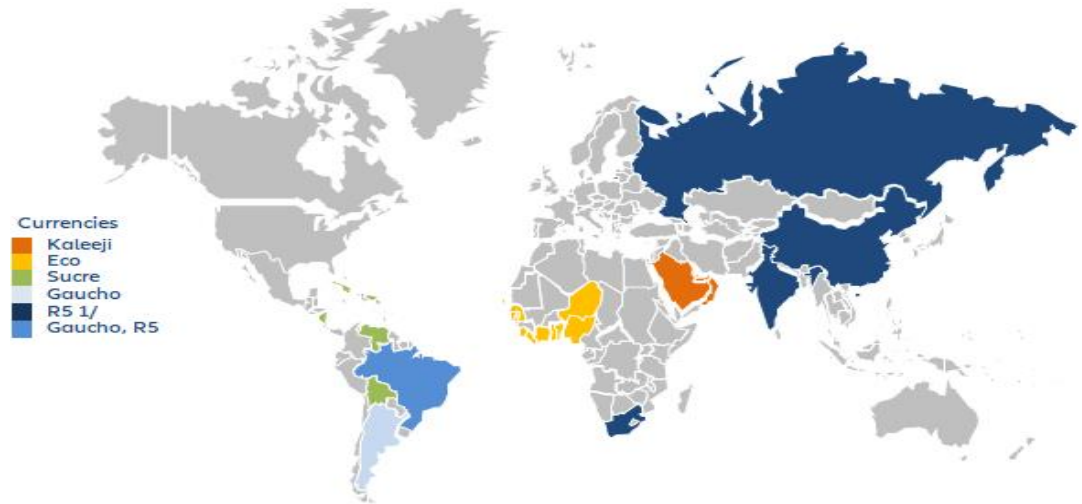 Currencies
Kaleeji
Eco
Sucre
Gaucho
R5 1/
Gaucho, R5